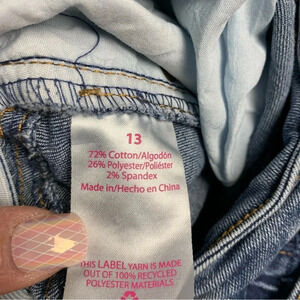 13
72% Cotton/Algodón
26% Polyester/Poliéster
2% Spandex
Made in/Hecho en China
THIS LABEL YARN IS MADE
OUT OF 100% RECYCLED
POLYESTER MATERIALS